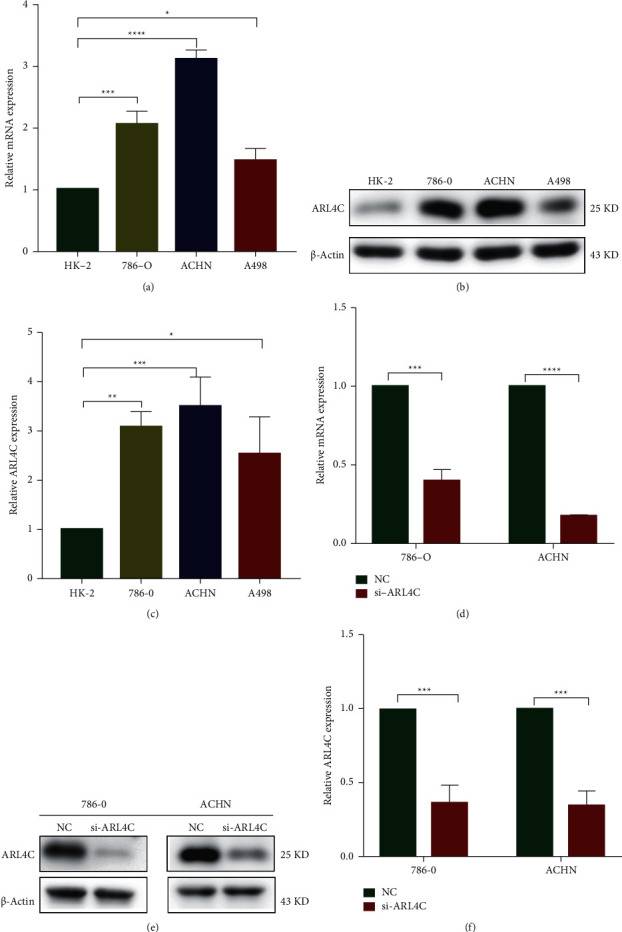 4
3
2
1
0
Relative mRNA expression
*
****
***
HK–2 786–O ACHN A498
(a)
HK-2 786-0 ACHN A498
ARL4C 25 KD
β-Actin 43 KD
(b)
5
4
3
2
1
0
Relative ARL4C expression
*
***
**
HK-2 786-0 ACHN A498
(c)
1.5
1.0
0.5
0.0
Relative mRNA expression
*** ****
786–O ACHN
NC
si–ARL4C
(d)
786-0 ACHN
NC si-ARL4C NC si-ARL4C
ARL4C 25 KD
β-Actin 43 KD
(e)
1.5
1.0
0.5
0.0
Relative ARL4C expression
*** ***
786-0 ACHN
NC
si-ARL4C
(f)